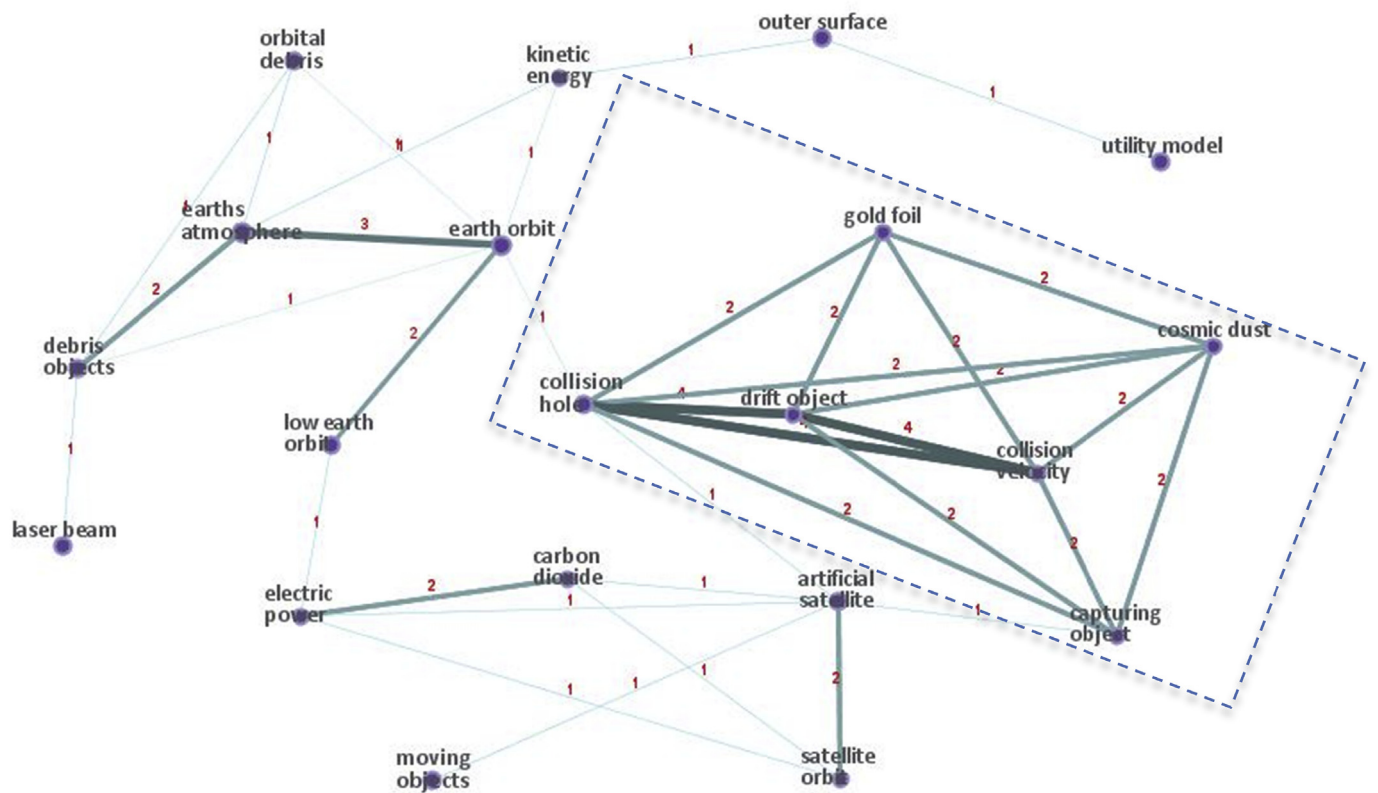 outer surface
orbital
debris
kinetic
energy
1
1
utility model
1
1
1
1
earths
atmosphere
3
earth orbit
gold foil
2
1
2
1
1
2
2
2
debris
objects
cosmic dust
2
2
collision
hole
4
drift object
2
low earth
orbit
4
collision
velocity
1
2
1
2
2
laser beam
1
2
carbon
dioxide
2
1
artificial
satellite
electric
power
1
1
capturing
object
1
1
1
2
moving
objects
satellite
orbit